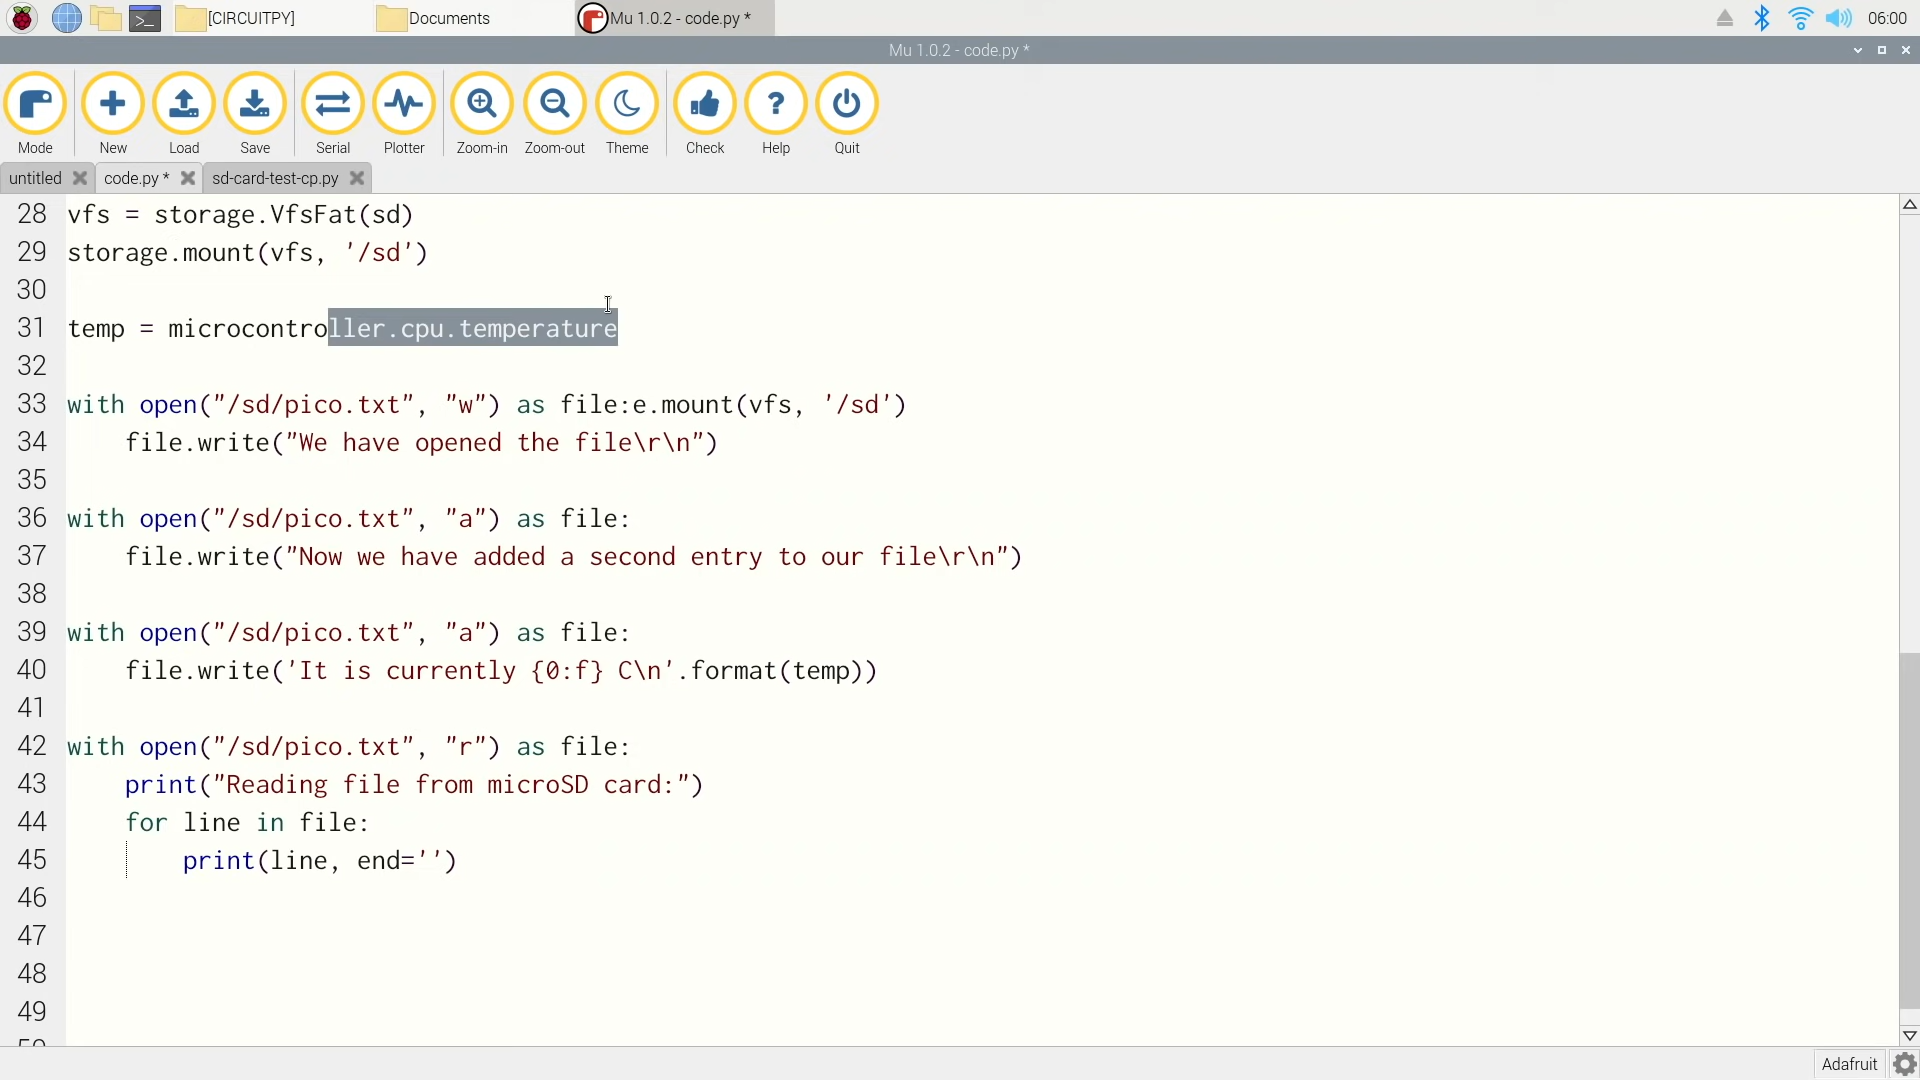 [CIRCUITPY] Documents Mu 1.0.2 - code.py * 06:00
Mu 1.0.2 - code.py *
Mode New Load Save Serial Plotter Zoom-in Zoom-out Theme Check Help Quit
untitled code.py * sd-card-test-cp.py
28 vfs = storage.VfsFat(sd)
29 storage.mount(vfs, '/sd')
30
31 temp = microcontroller.cpu.temperature
32
33 with open("/sd/pico.txt", "w") as file:e.mount(vfs, '/sd')
34     file.write("We have opened the file\r\n")
35
36 with open("/sd/pico.txt", "a") as file:
37     file.write("Now we have added a second entry to our file\r\n")
38
39 with open("/sd/pico.txt", "a") as file:
40     file.write('It is currently {0:f} C\n'.format(temp))
41
42 with open("/sd/pico.txt", "r") as file:
43     print("Reading file from microSD card:")
44     for line in file:
45         print(line, end='')
46
47
48
49
Adafruit